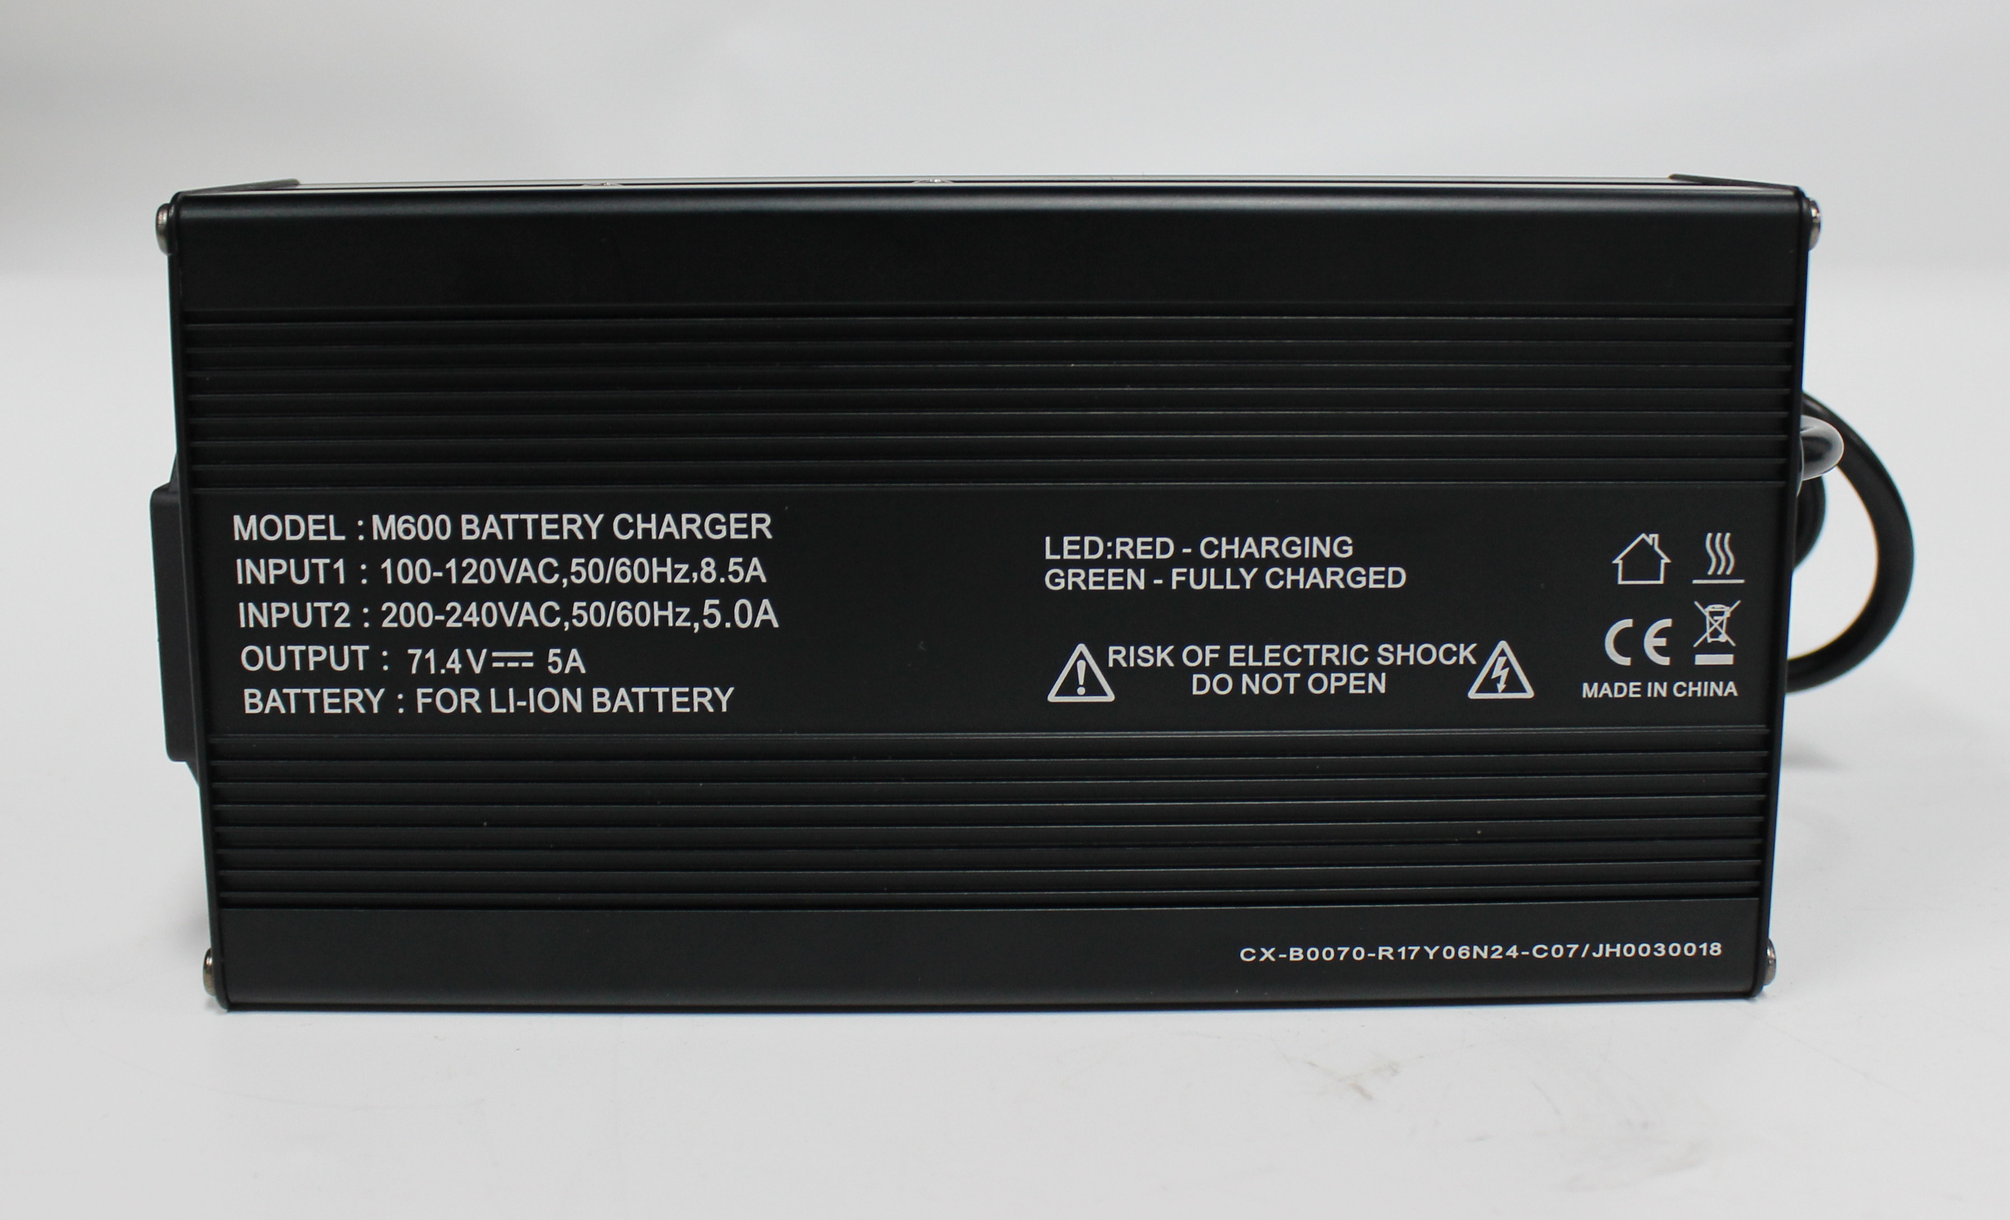 MODEL : M600 BATTERY CHARGER
INPUT1 : 100-120VAC,50/60Hz,8.5A
INPUT2 : 200-240VAC,50/60Hz,5.0A
OUTPUT : 71.4V⎓ 5A
BATTERY : FOR LI-ION BATTERY
LED:RED - CHARGING
GREEN - FULLY CHARGED
RISK OF ELECTRIC SHOCK
DO NOT OPEN
CE
MADE IN CHINA
CX-B0070-R17Y06N24-C07/JH0030018